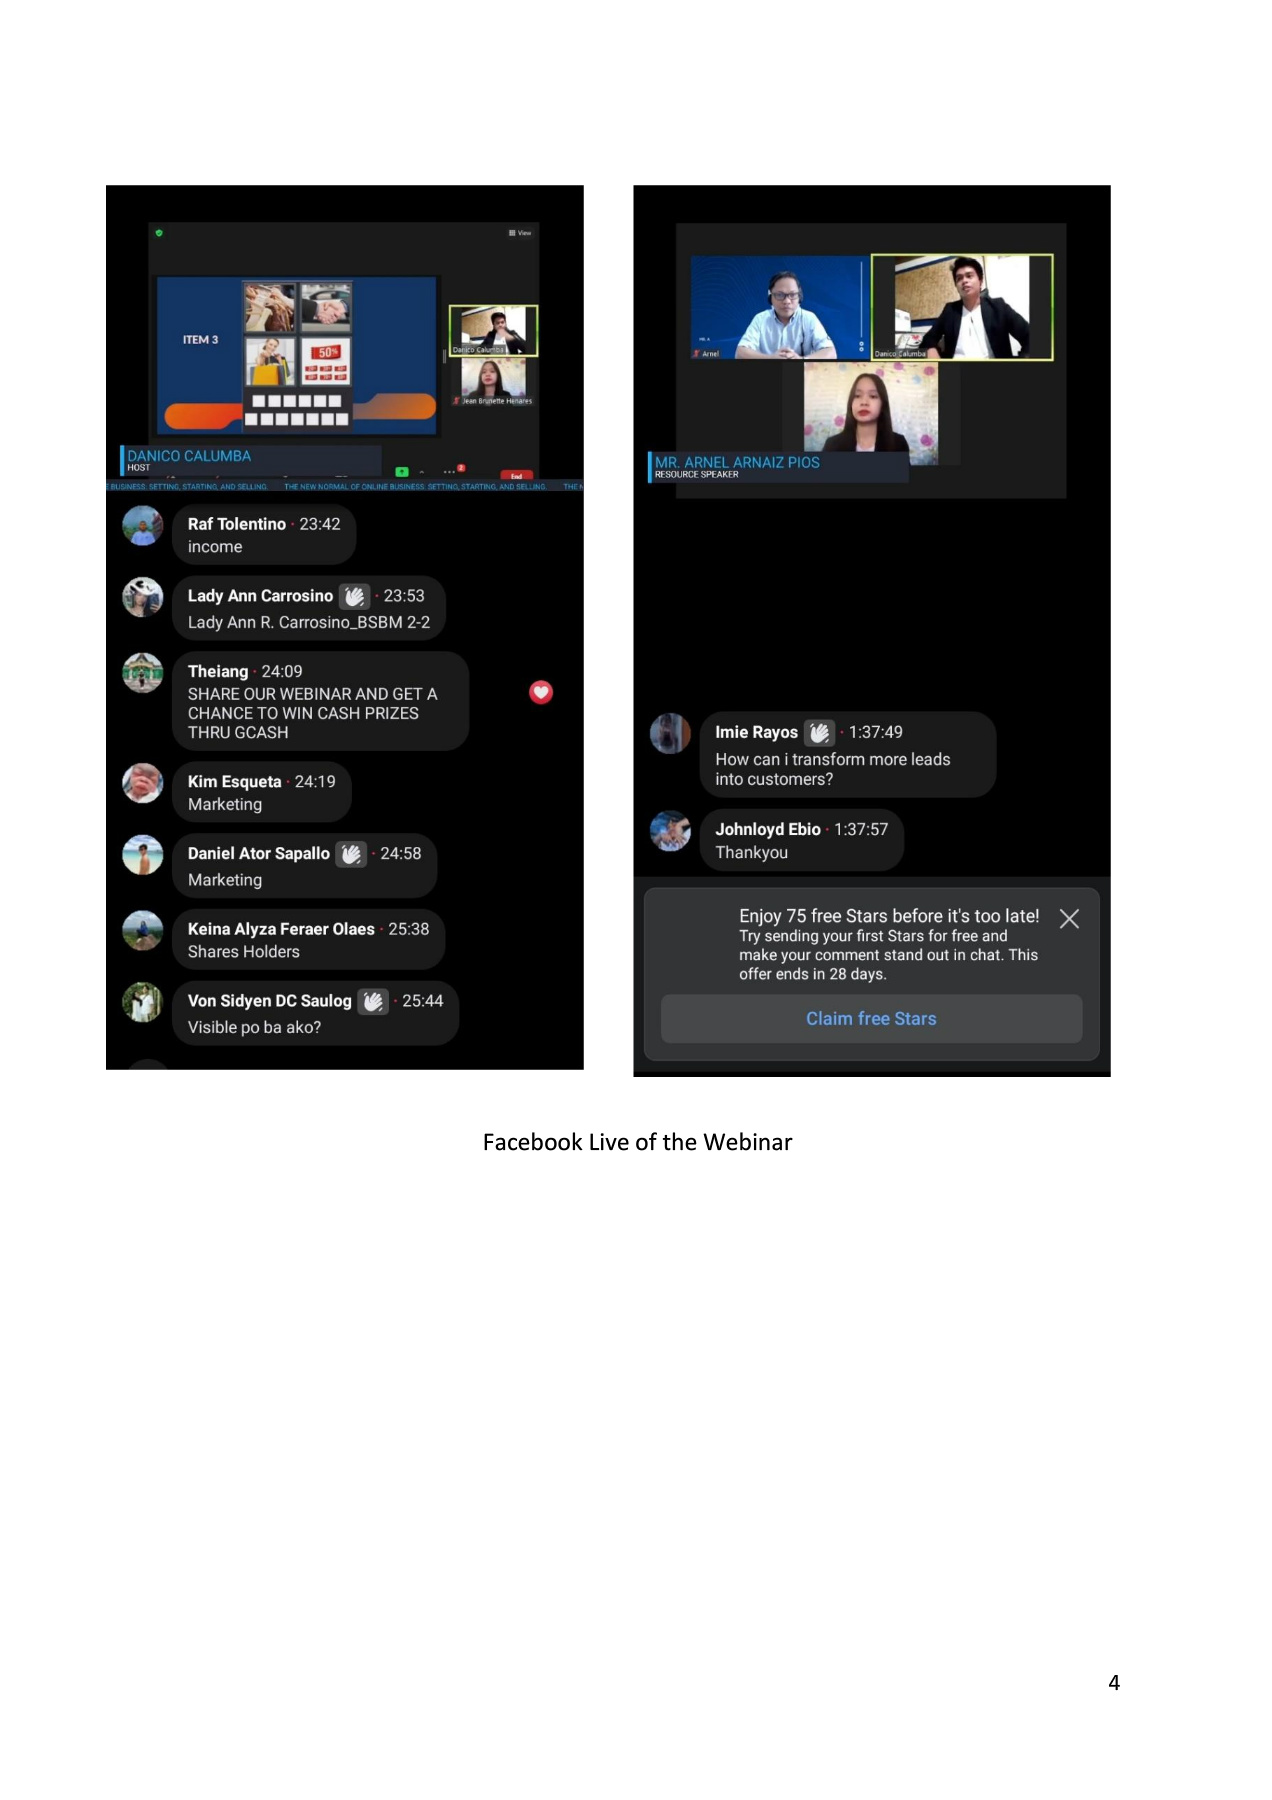 View
ITEM 3
50%
Danico Calumba
Jean Brunette Henares
DANICO CALUMBA
HOST
End
E BUSINESS: SETTING, STARTING, AND SELLING. THE NEW NORMAL OF ONLINE BUSINESS: SETTING, STARTING, AND SELLING. THE N
Raf Tolentino · 23:42
income
Lady Ann Carrosino · 23:53
Lady Ann R. Carrosino_BSBM 2-2
Theiang · 24:09
SHARE OUR WEBINAR AND GET A
CHANCE TO WIN CASH PRIZES
THRU GCASH
Kim Esqueta · 24:19
Marketing
Daniel Ator Sapallo · 24:58
Marketing
Keina Alyza Feraer Olaes · 25:38
Shares Holders
Von Sidyen DC Saulog · 25:44
Visible po ba ako?
Arnel
Danico Calumba
MR. ARNEL ARNAIZ PIOS
RESOURCE SPEAKER
Imie Rayos · 1:37:49
How can i transform more leads
into customers?
Johnloyd Ebio · 1:37:57
Thankyou
Enjoy 75 free Stars before it's too late!
Try sending your first Stars for free and
make your comment stand out in chat. This
offer ends in 28 days.
Claim free Stars
Facebook Live of the Webinar
4